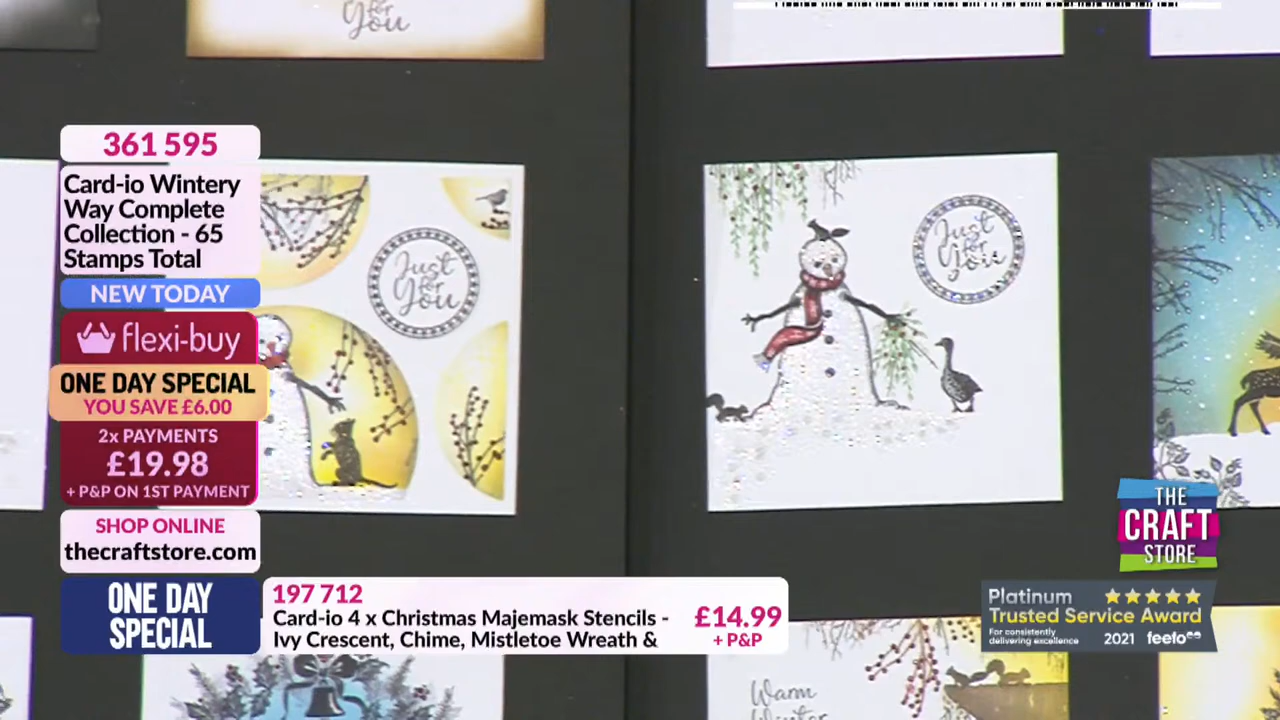 for
You
361 595
Card-io Wintery
Way Complete
Collection - 65
Stamps Total
NEW TODAY
flexi-buy
ONE DAY SPECIAL
YOU SAVE £6.00
2x PAYMENTS
£19.98
+ P&P ON 1ST PAYMENT
SHOP ONLINE
thecraftstore.com
ONE DAY
SPECIAL
197 712
Card-io 4 x Christmas Majemask Stencils -
Ivy Crescent, Chime, Mistletoe Wreath &
£14.99
+ P&P
Just
for
You
Just
for
You
THE
CRAFT
STORE
Platinum
Trusted Service Award
For consistently
delivering excellence
2021 feefo
Warm
Winter